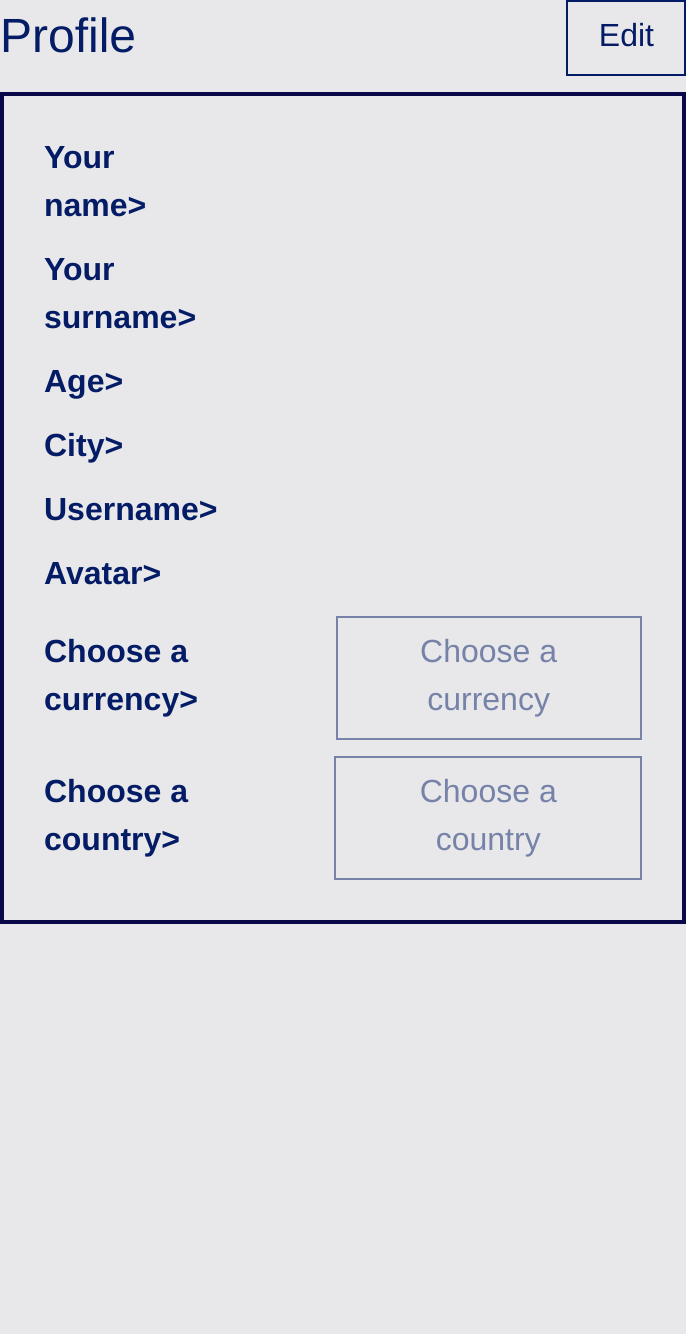 Profile
Edit
Your
name>
Your
surname>
Age>
City>
Username>
Avatar>
Choose a
currency>
Choose a
currency
Choose a
country>
Choose a
country